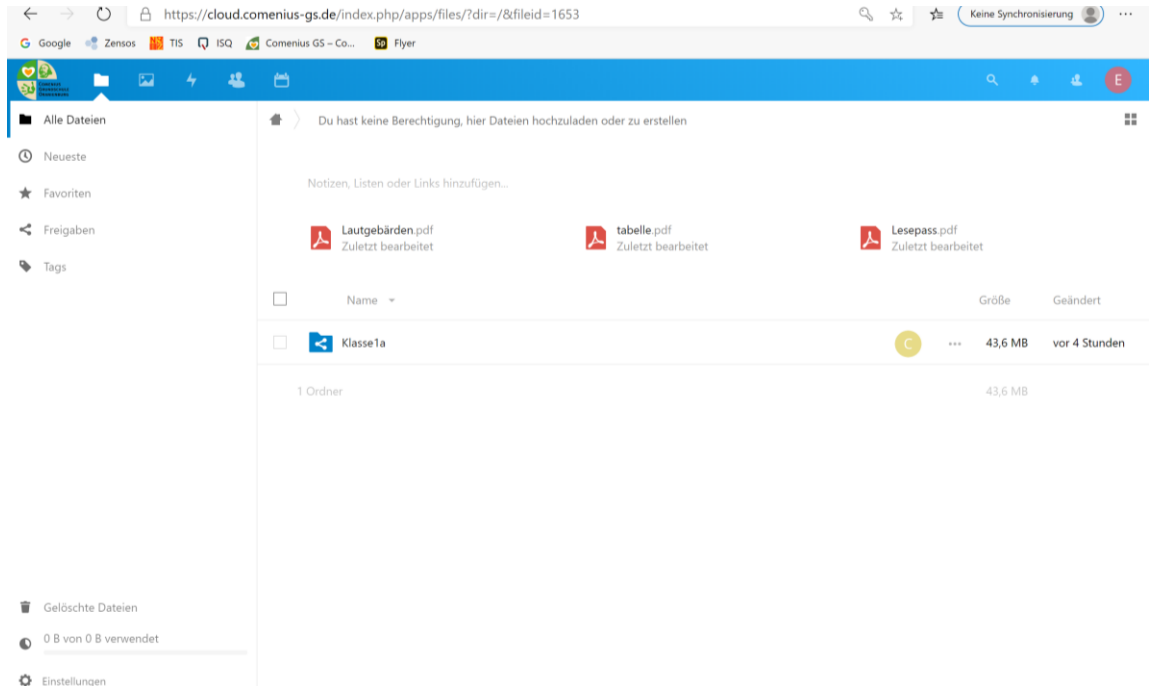 https://cloud.comenius-gs.de/index.php/apps/files/?dir=/&fileid=1653
Keine Synchronisierung
Google Zensos TIS ISQ Comenius GS – Co... Sp Flyer
E
Alle Dateien
Du hast keine Berechtigung, hier Dateien hochzuladen oder zu erstellen
Neueste
Favoriten
Freigaben
Tags
Notizen, Listen oder Links hinzufügen...
Lautgebärden.pdf
Zuletzt bearbeitet
tabelle.pdf
Zuletzt bearbeitet
Lesepass.pdf
Zuletzt bearbeitet
Name Größe Geändert
Klasse1a C ... 43,6 MB vor 4 Stunden
1 Ordner 43,6 MB
Gelöschte Dateien
0 B von 0 B verwendet
Einstellungen